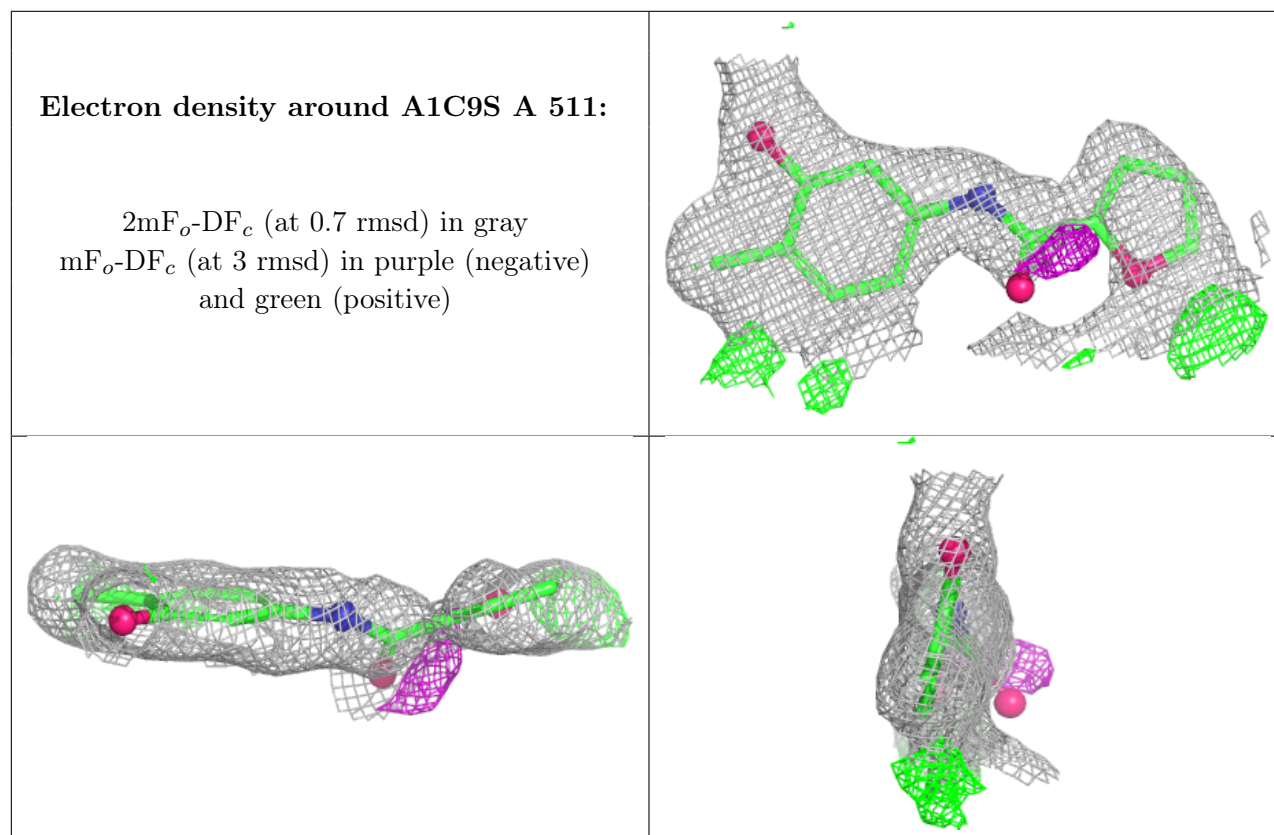 Electron density around A1C9S A 511:
2mFo-DFc (at 0.7 rmsd) in gray
mFo-DFc (at 3 rmsd) in purple (negative)
and green (positive)